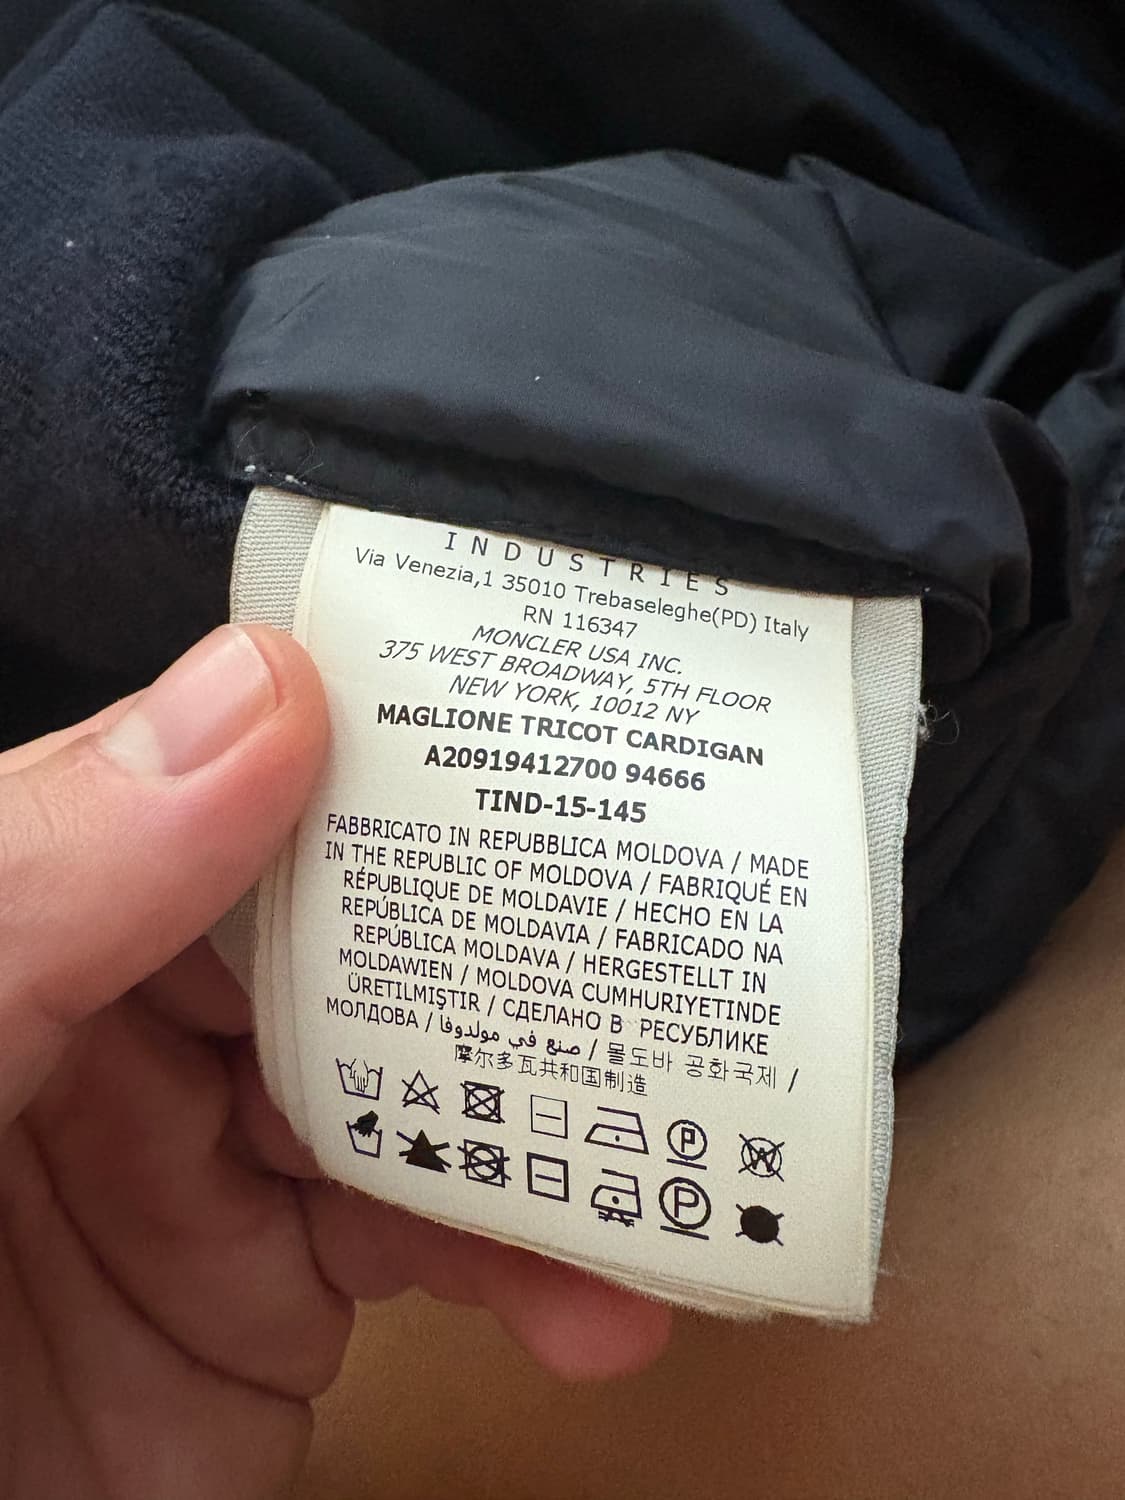 INDUSTRIES
Via Venezia,1 35010 Trebaseleghe(PD) Italy
RN 116347
MONCLER USA INC.
375 WEST BROADWAY, 5TH FLOOR
NEW YORK, 10012 NY
MAGLIONE TRICOT CARDIGAN
A20919412700 94666
TIND-15-145
FABBRICATO IN REPUBBLICA MOLDOVA / MADE
IN THE REPUBLIC OF MOLDOVA / FABRIQUÉ EN
RÉPUBLIQUE DE MOLDAVIE / HECHO EN LA
REPÚBLICA DE MOLDAVIA / FABRICADO NA
REPÚBLICA MOLDAVA / HERGESTELLT IN
MOLDAWIEN / MOLDOVA CUMHURIYETINDE
ÜRETILMIŞTIR / СДЕЛАНО В РЕСУБЛИКЕ
МОЛДОВА / صنع في مولدوفا / 몰도바 공화국제 /
摩尔多瓦共和国制造
P W
P